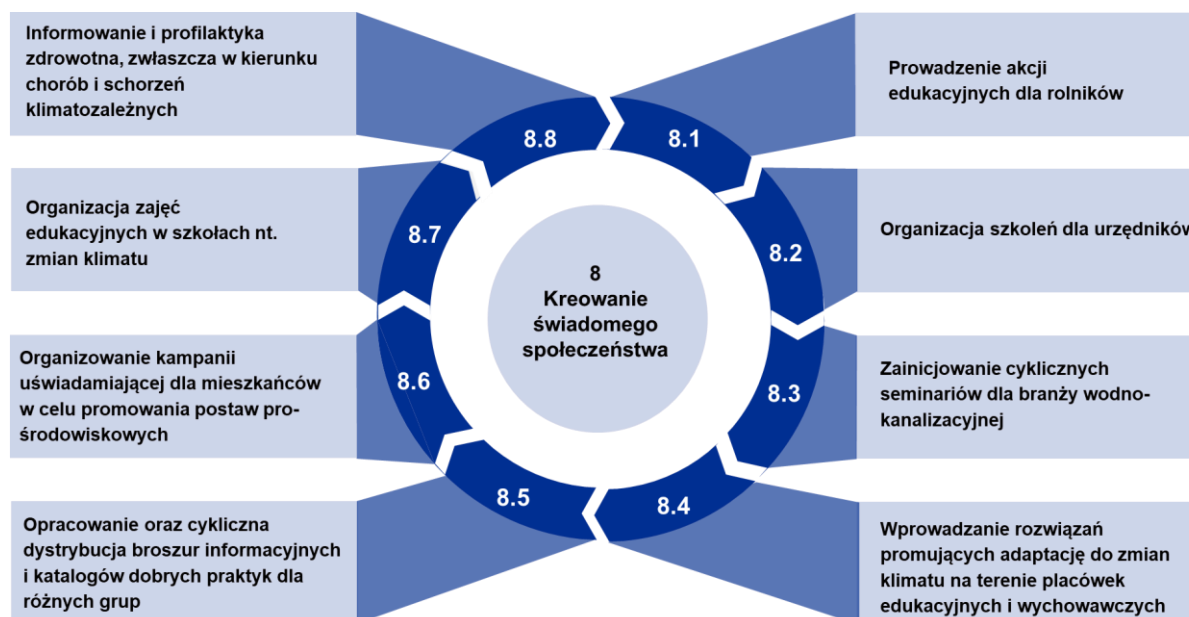 8
Kreowanie
świadomego
społeczeństwa
8.1
Prowadzenie akcji
edukacyjnych dla rolników
8.2
Organizacja szkoleń dla urzędników
8.3
Zainicjowanie cyklicznych
seminariów dla branży wodno-
kanalizacyjnej
8.4
Wprowadzanie rozwiązań
promujących adaptację do zmian
klimatu na terenie placówek
edukacyjnych i wychowawczych
8.5
Opracowanie oraz cykliczna
dystrybucja broszur informacyjnych
i katalogów dobrych praktyk dla
różnych grup
8.6
Organizowanie kampanii
uświadamiającej dla mieszkańców
w celu promowania postaw pro-
środowiskowych
8.7
Organizacja zajęć
edukacyjnych w szkołach nt.
zmian klimatu
8.8
Informowanie i profilaktyka
zdrowotna, zwłaszcza w kierunku
chorób i schorzeń
klimatozależnych